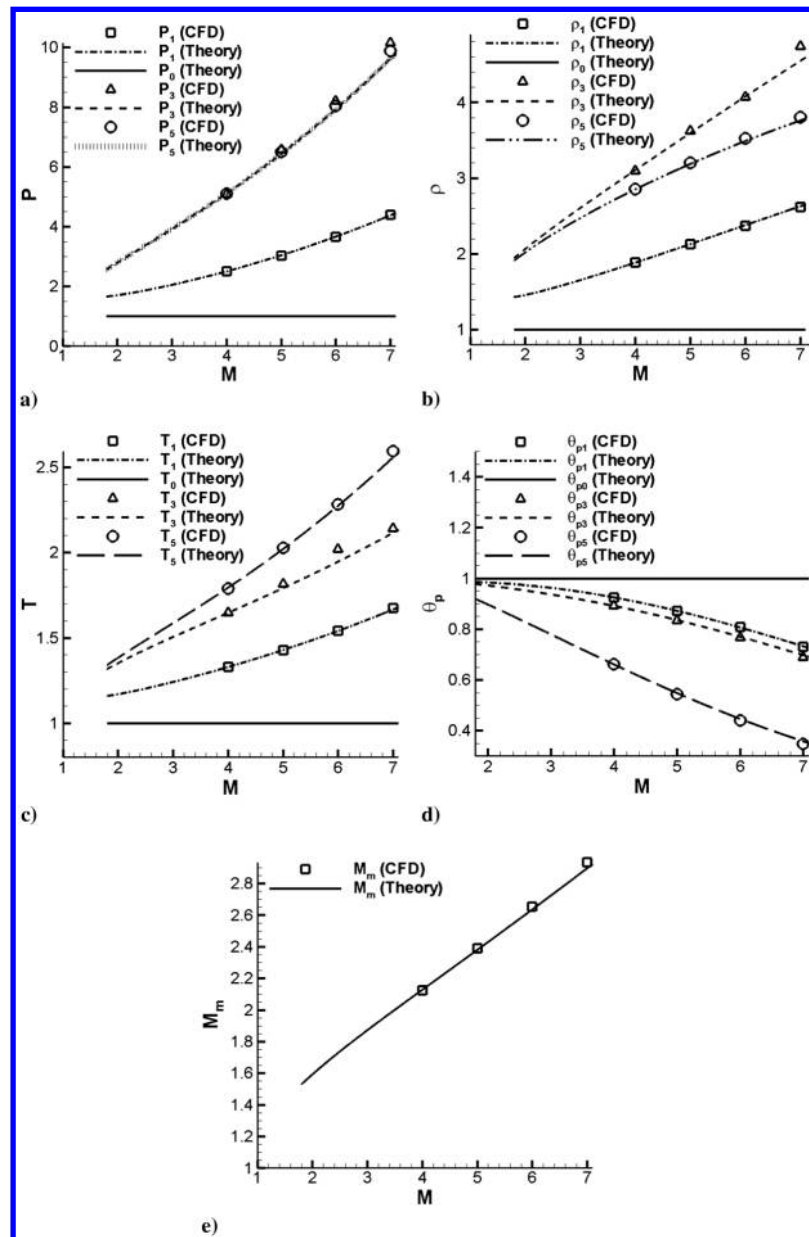 P₁ (CFD)
P₁ (Theory)
P₀ (Theory)
P₃ (CFD)
P₃ (Theory)
P₅ (CFD)
P₅ (Theory)
10
8
6
4
2
0
P
1 2 3 4 5 6 7
M
a)
ρ₁ (CFD)
ρ₁ (Theory)
ρ₀ (Theory)
ρ₃ (CFD)
ρ₃ (Theory)
ρ₅ (CFD)
ρ₅ (Theory)
4
3
2
1
ρ
1 2 3 4 5 6 7
M
b)
T₁ (CFD)
T₁ (Theory)
T₀ (Theory)
T₃ (CFD)
T₃ (Theory)
T₅ (CFD)
T₅ (Theory)
2.5
2
1.5
1
T
1 2 3 4 5 6 7
M
c)
θp1 (CFD)
θp1 (Theory)
θp0 (Theory)
θp3 (CFD)
θp3 (Theory)
θp5 (CFD)
θp5 (Theory)
1.4
1.2
1
0.8
0.6
0.4
θp
2 3 4 5 6 7
M
d)
Mm (CFD)
Mm (Theory)
2.8
2.6
2.4
2.2
2
1.8
1.6
1.4
1.2
1
Mm
1 2 3 4 5 6 7
M
e)